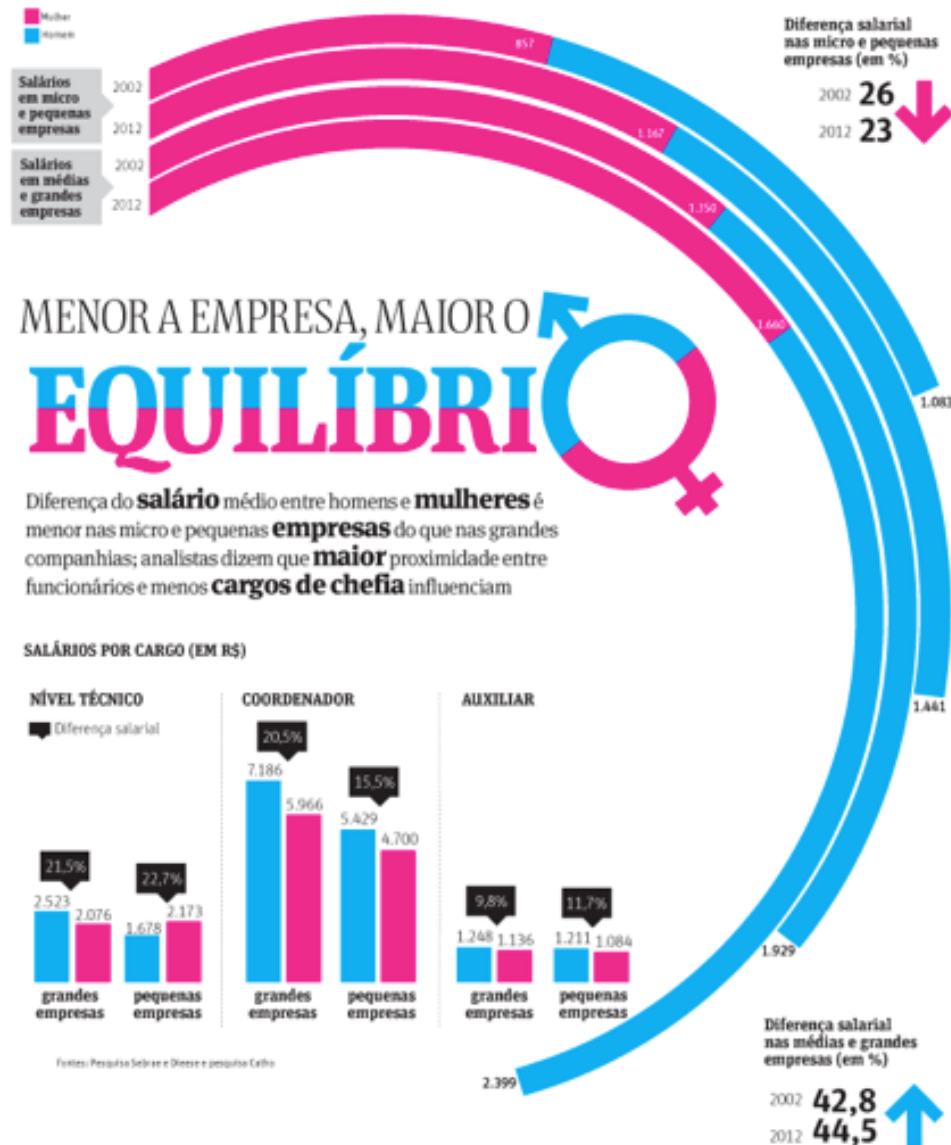 Mulher
Homem
Salários
em micro
e pequenas
empresas
2002
2012
Salários
em médias
e grandes
empresas
2002
2012
857
1.167
1.350
1.660
Diferença salarial
nas micro e pequenas
empresas (em %)
2002 26
2012 23
1.083
1.441
1.929
2.399
MENOR A EMPRESA, MAIOR O
EQUILÍBRIO
Diferença do salário médio entre homens e mulheres é
menor nas micro e pequenas empresas do que nas grandes
companhias; analistas dizem que maior proximidade entre
funcionários e menos cargos de chefia influenciam
SALÁRIOS POR CARGO (EM R$)
NÍVEL TÉCNICO
Diferença salarial
21,5%
2.523
2.076
grandes
empresas
22,7%
1.678
2.173
pequenas
empresas
COORDENADOR
20,5%
7.186
5.966
grandes
empresas
15,5%
5.429
4.700
pequenas
empresas
AUXILIAR
9,8%
1.248
1.136
grandes
empresas
11,7%
1.211
1.084
pequenas
empresas
Fontes: Pesquisa Sebrae e Dieese e pesquisa Catho
Diferença salarial
nas médias e grandes
empresas (em %)
2002 42,8
2012 44,5